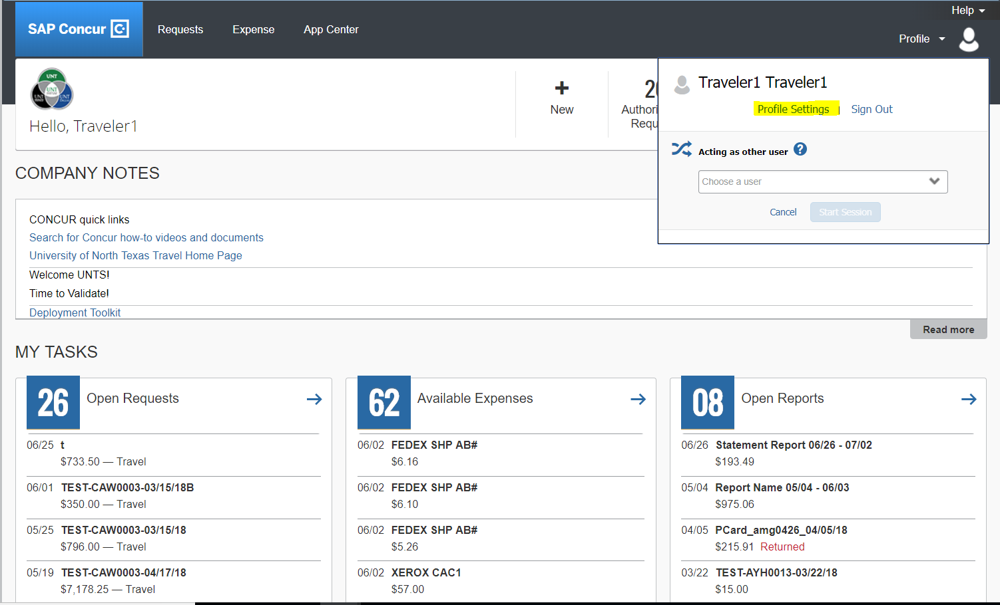 Help
SAP Concur
Requests
Expense
App Center
Profile
UNT
UNT
UNT
Hello, Traveler1
New
20
Authori
Requ
Traveler1 Traveler1
Profile Settings | Sign Out
Acting as other user ?
Choose a user
Cancel
Start Session
COMPANY NOTES
CONCUR quick links
Search for Concur how-to videos and documents
University of North Texas Travel Home Page
Welcome UNTS!
Time to Validate!
Deployment Toolkit
Read more
MY TASKS
26 Open Requests
06/25 t
$733.50 — Travel
06/01 TEST-CAW0003-03/15/18B
$350.00 — Travel
05/25 TEST-CAW0003-03/15/18
$796.00 — Travel
05/19 TEST-CAW0003-04/17/18
$7,178.25 — Travel
62 Available Expenses
06/02 FEDEX SHP AB#
$6.16
06/02 FEDEX SHP AB#
$6.10
06/02 FEDEX SHP AB#
$5.26
06/02 XEROX CAC1
$57.00
08 Open Reports
06/26 Statement Report 06/26 - 07/02
$193.49
05/04 Report Name 05/04 - 06/03
$975.06
04/05 PCard_amg0426_04/05/18
$215.91 Returned
03/22 TEST-AYH0013-03/22/18
$15.00